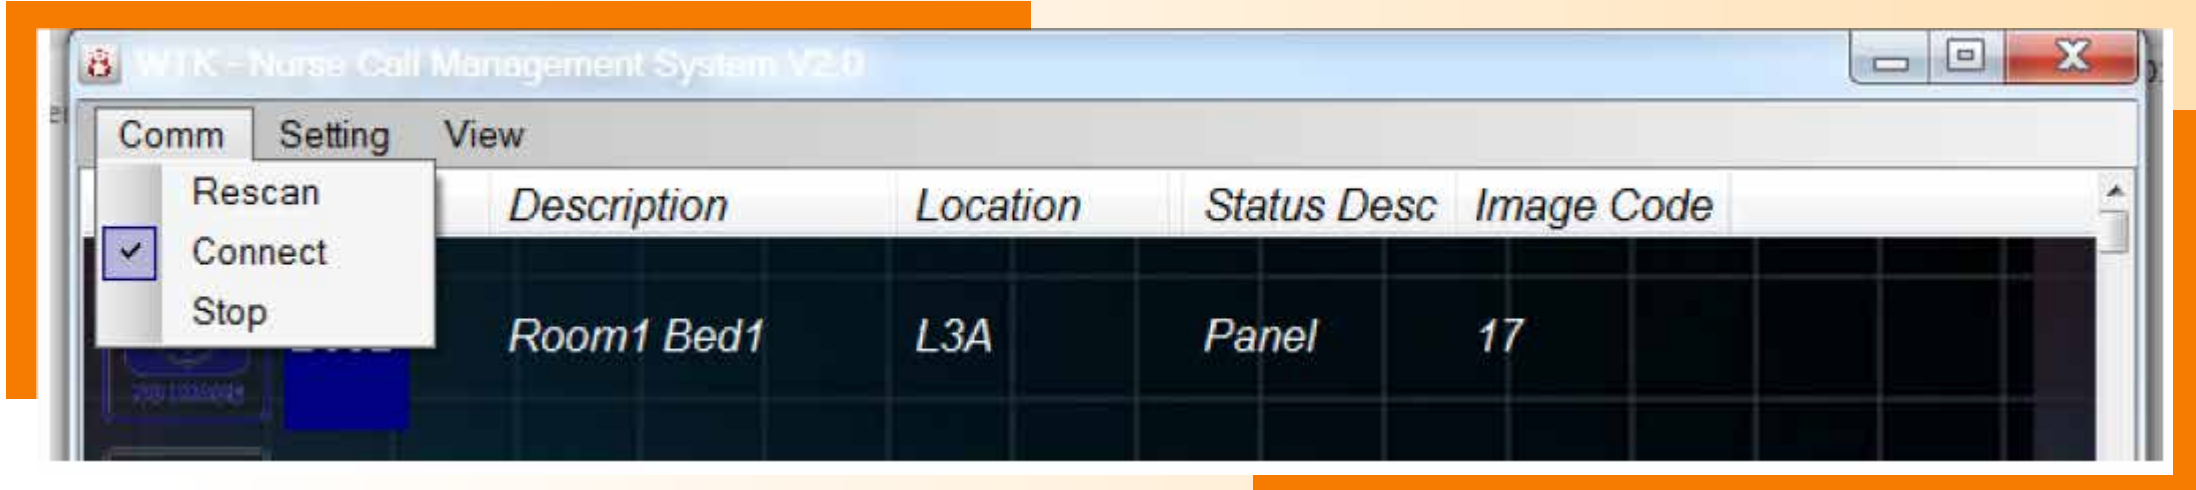 WTK - Nurse Call Management System V2.0
Comm Setting View
Rescan
Connect
Stop
Description Location Status Desc Image Code
Room1 Bed1 L3A Panel 17